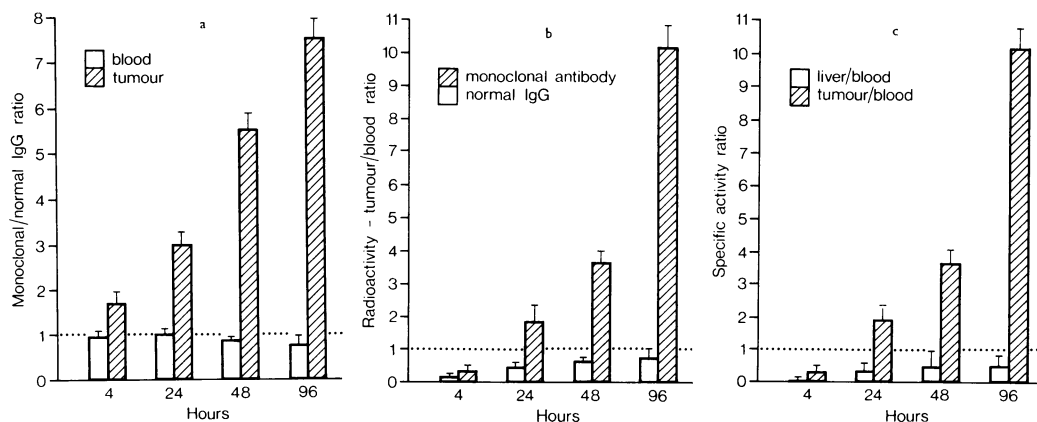 a
blood
tumour
Monoclonal/normal IgG ratio
8
7
6
5
4
3
2
1
0
4 24 48 96
Hours
b
monoclonal antibody
normal IgG
Radioactivity - tumour/blood ratio
11
10
9
8
7
6
5
4
3
2
1
0
4 24 48 96
Hours
c
liver/blood
tumour/blood
Specific activity ratio
11
10
9
8
7
6
5
4
3
2
1
0
4 24 48 96
Hours